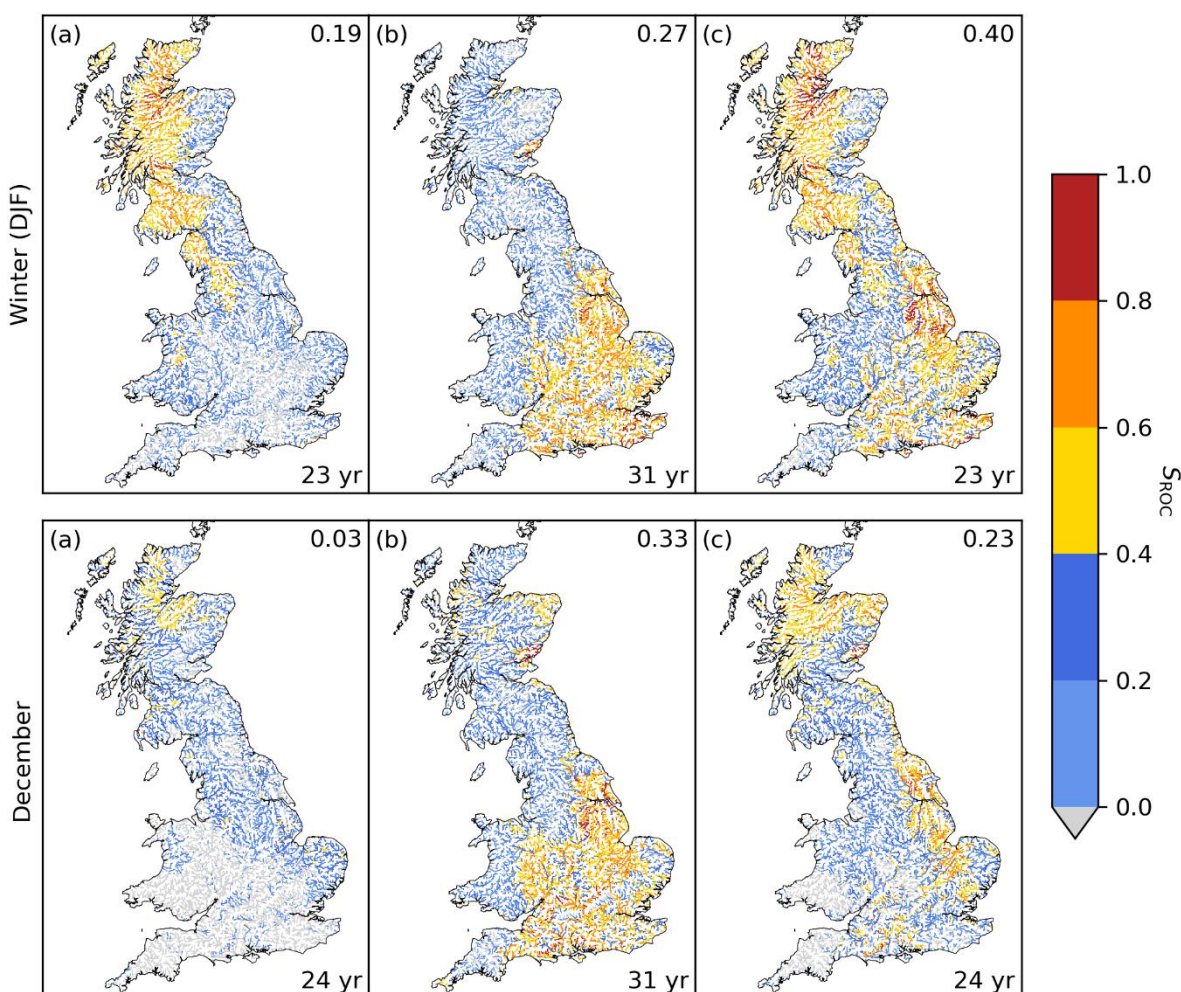 (a) 0.19 (b) 0.27 (c) 0.40
Winter (DJF)
23 yr 31 yr 23 yr
(a) 0.03 (b) 0.33 (c) 0.23
December
24 yr 31 yr 24 yr
1.0
0.8
0.6
0.4
0.2
0.0
SROC